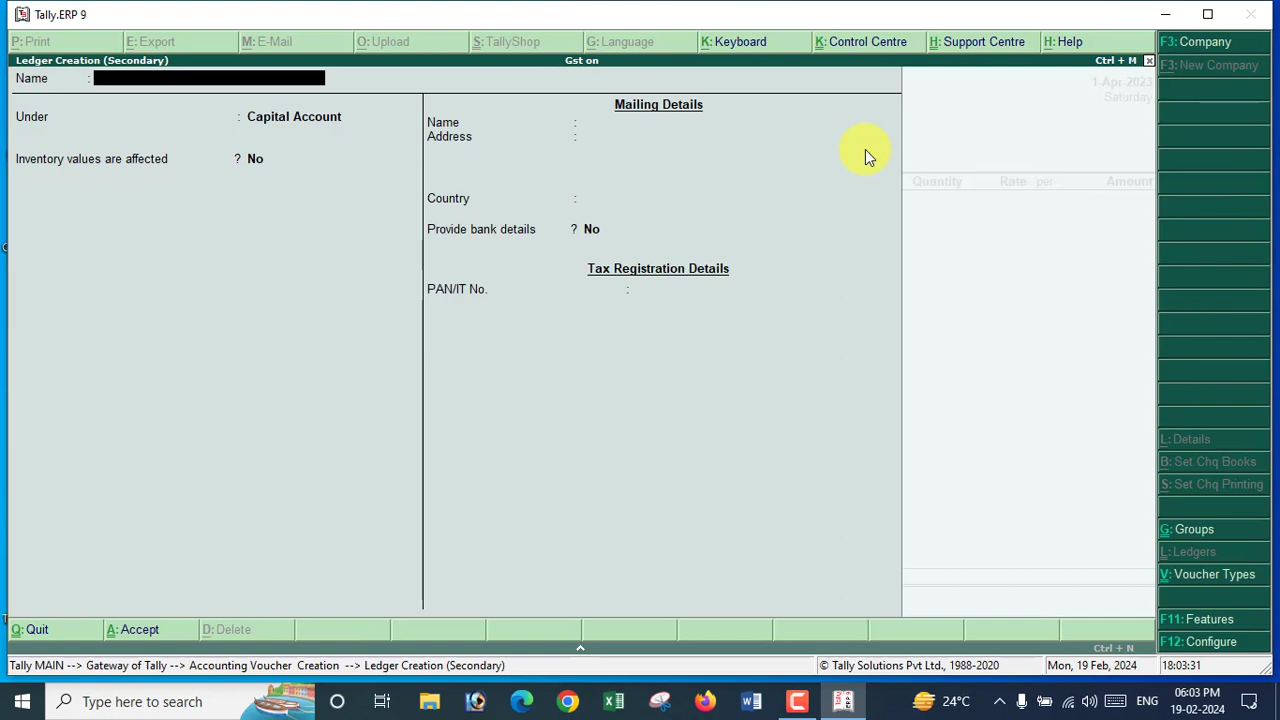 Tally.ERP 9
P: Print E: Export M: E-Mail O: Upload S: TallyShop G: Language K: Keyboard K: Control Centre H: Support Centre H: Help
F3: Company
Ledger Creation (Secondary) Gst on Ctrl + M
F3: New Company
Name :
Under : Capital Account
Inventory values are affected ? No
Mailing Details
Name :
Address :
Country :
Provide bank details ? No
Tax Registration Details
PAN/IT No. :
1-Apr-2023
Saturday
Quantity Rate per Amount
L: Details
B: Set Chq Books
S: Set Chq Printing
G: Groups
L: Ledgers
V: Voucher Types
F11: Features
F12: Configure
Q: Quit A: Accept D: Delete
Ctrl + N
Tally MAIN --> Gateway of Tally --> Accounting Voucher Creation --> Ledger Creation (Secondary) © Tally Solutions Pvt Ltd., 1988-2020 Mon, 19 Feb, 2024 18:03:31
Type here to search 24°C ENG 06:03 PM
19-02-2024